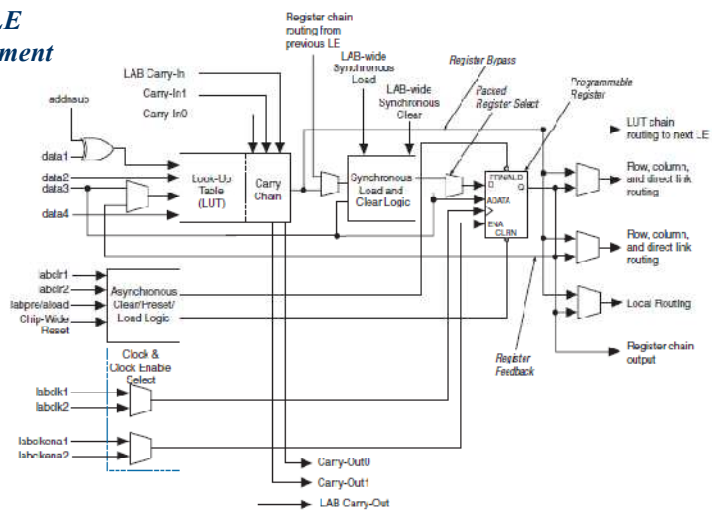 LE
ment
Register chain
routing from
previous LE
LAB Carry-In
Carry-In1
Carry In0
LAB-wide
Synchronous
Load
LAB-wide
Synchronous
Clear
Register Bypass
Packed
Register Select
Programmable
Register
addnsub
data1
data2
data3
data4
Look-Up
Table
(LUT)
Carry
Chain
Synchronous
Load and
Clear Logic
D
Q
ADATA
ENA
CLRN
LUT chain
routing to next LE
Row, column,
and direct link
routing
Row, column,
and direct link
routing
Local Routing
Register chain
output
Register
Feedback
labclr1
labclr2
labpre/aload
Chip-Wide
Reset
Asynchronous
Clear/Preset/
Load Logic
Clock &
Clock Enable
Select
labclk1
labclk2
labclkena1
labclkena2
Carry-Out0
Carry-Out1
LAB Carry-Out